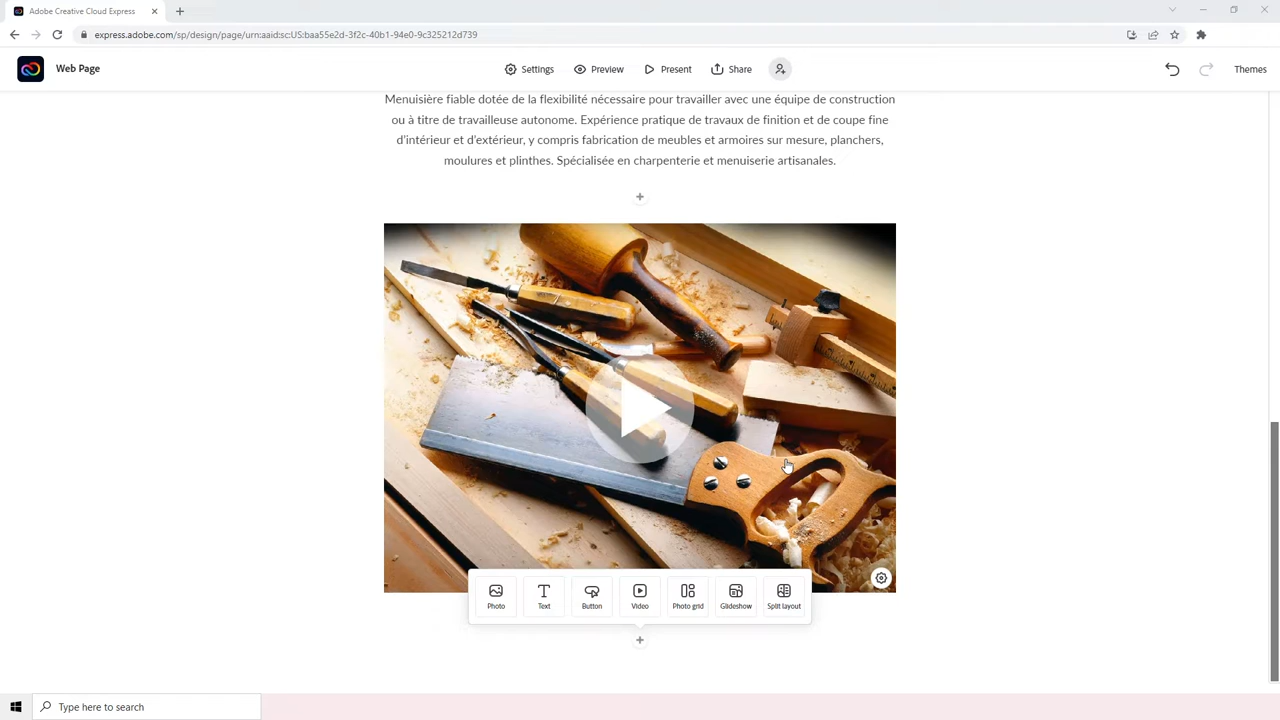 Adobe Creative Cloud Express
express.adobe.com/sp/design/page/urn:aaid:sc:US:baa55e2d-3f2c-40b1-94e0-9c325212d739
Web Page
Settings
Preview
Present
Share
Themes
Menuisière fiable dotée de la flexibilité nécessaire pour travailler avec une équipe de construction
ou à titre de travailleuse autonome. Expérience pratique de travaux de finition et de coupe fine
d'intérieur et d'extérieur, y compris fabrication de meubles et armoires sur mesure, planchers,
moulures et plinthes. Spécialisée en charpenterie et menuiserie artisanales.
Photo
Text
Button
Video
Photo grid
Glideshow
Split layout
Type here to search